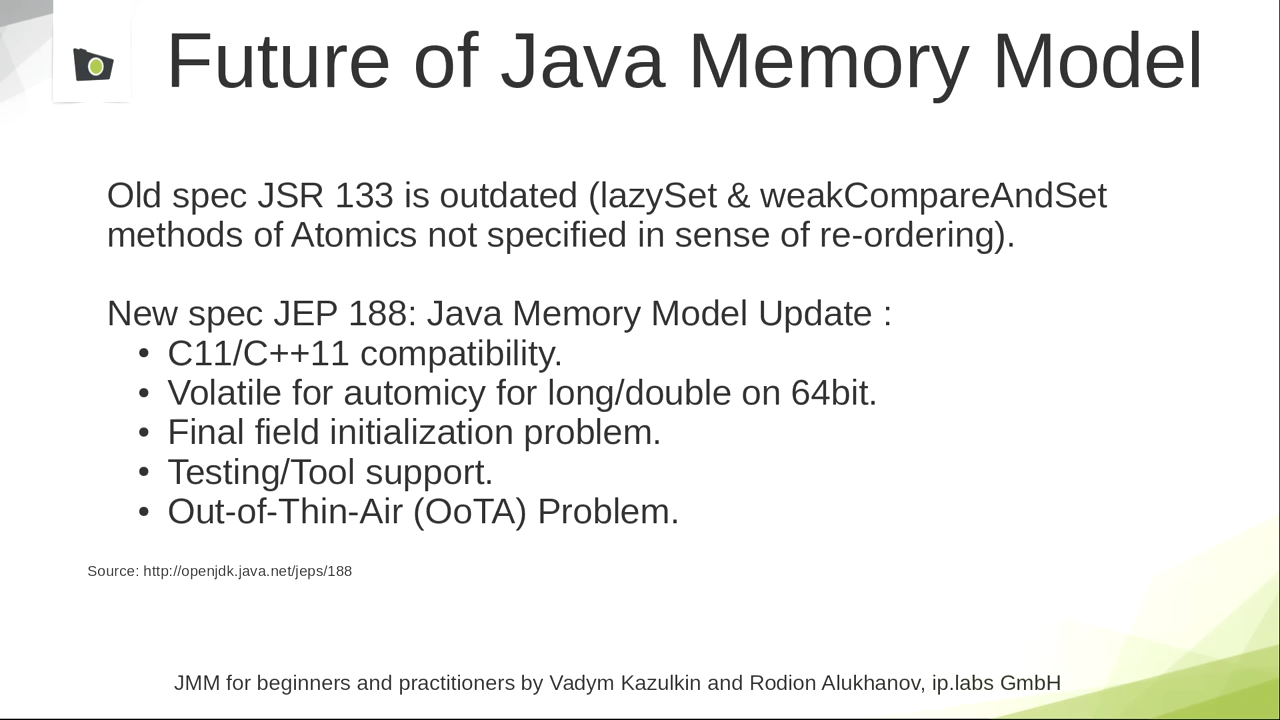 Future of Java Memory Model
Old spec JSR 133 is outdated (lazySet & weakCompareAndSet
methods of Atomics not specified in sense of re-ordering).
New spec JEP 188: Java Memory Model Update :
• C11/C++11 compatibility.
• Volatile for automicy for long/double on 64bit.
• Final field initialization problem.
• Testing/Tool support.
• Out-of-Thin-Air (OoTA) Problem.
Source: http://openjdk.java.net/jeps/188
JMM for beginners and practitioners by Vadym Kazulkin and Rodion Alukhanov, ip.labs GmbH